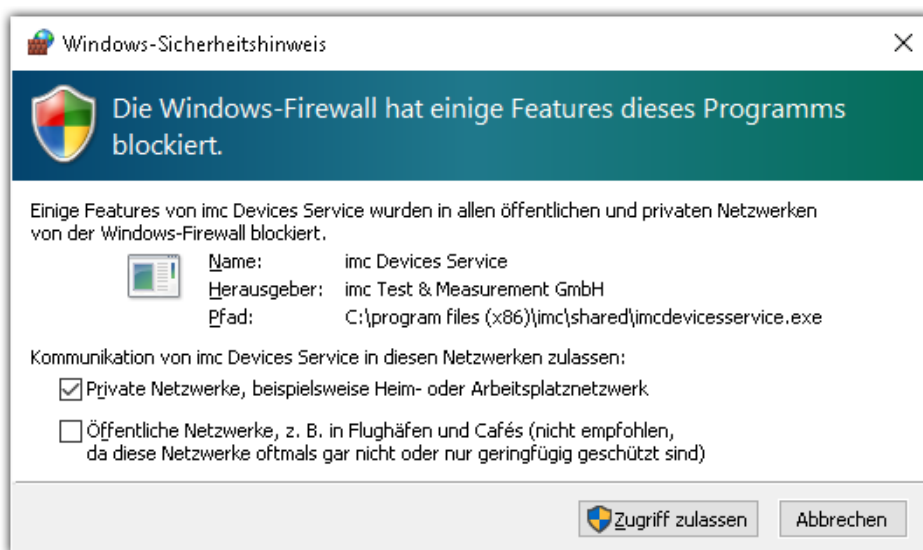 Windows-Sicherheitshinweis
Die Windows-Firewall hat einige Features dieses Programms
blockiert.
Einige Features von imc Devices Service wurden in allen öffentlichen und privaten Netzwerken
von der Windows-Firewall blockiert.
Name: imc Devices Service
Herausgeber: imc Test & Measurement GmbH
Pfad: C:\program files (x86)\imc\shared\imcdevicesservice.exe
Kommunikation von imc Devices Service in diesen Netzwerken zulassen:
Private Netzwerke, beispielsweise Heim- oder Arbeitsplatznetzwerk
Öffentliche Netzwerke, z. B. in Flughäfen und Cafés (nicht empfohlen,
da diese Netzwerke oftmals gar nicht oder nur geringfügig geschützt sind)
Zugriff zulassen Abbrechen